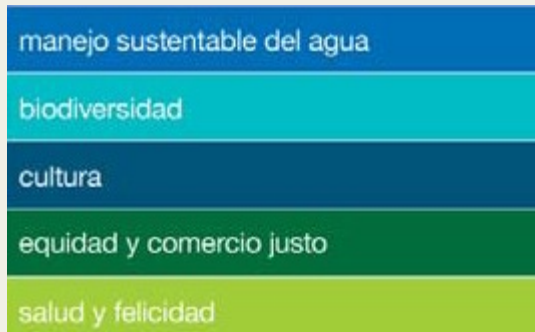 manejo sustentable del agua
biodiversidad
cultura
equidad y comercio justo
salud y felicidad